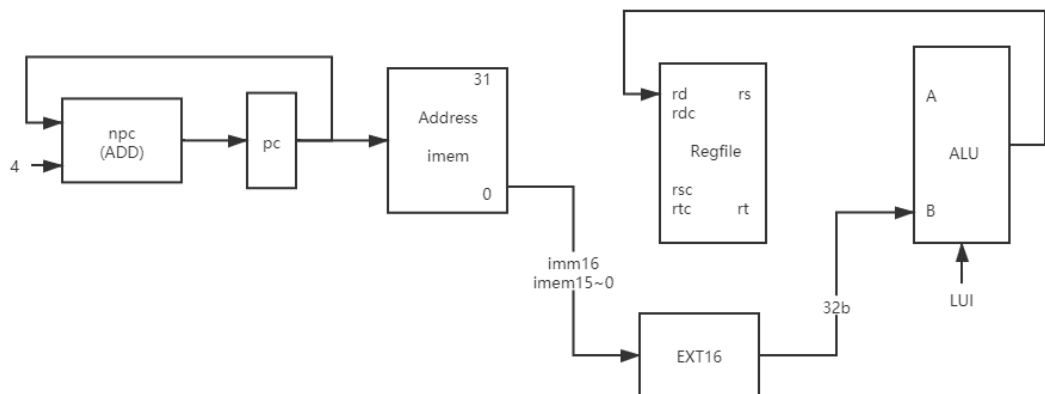 npc
(ADD)
4
pc
31
Address
imem
0
imm16
imem15~0
rd rs
rdc
Regfile
rsc
rtc rt
EXT16
32b
A
ALU
B
LUI